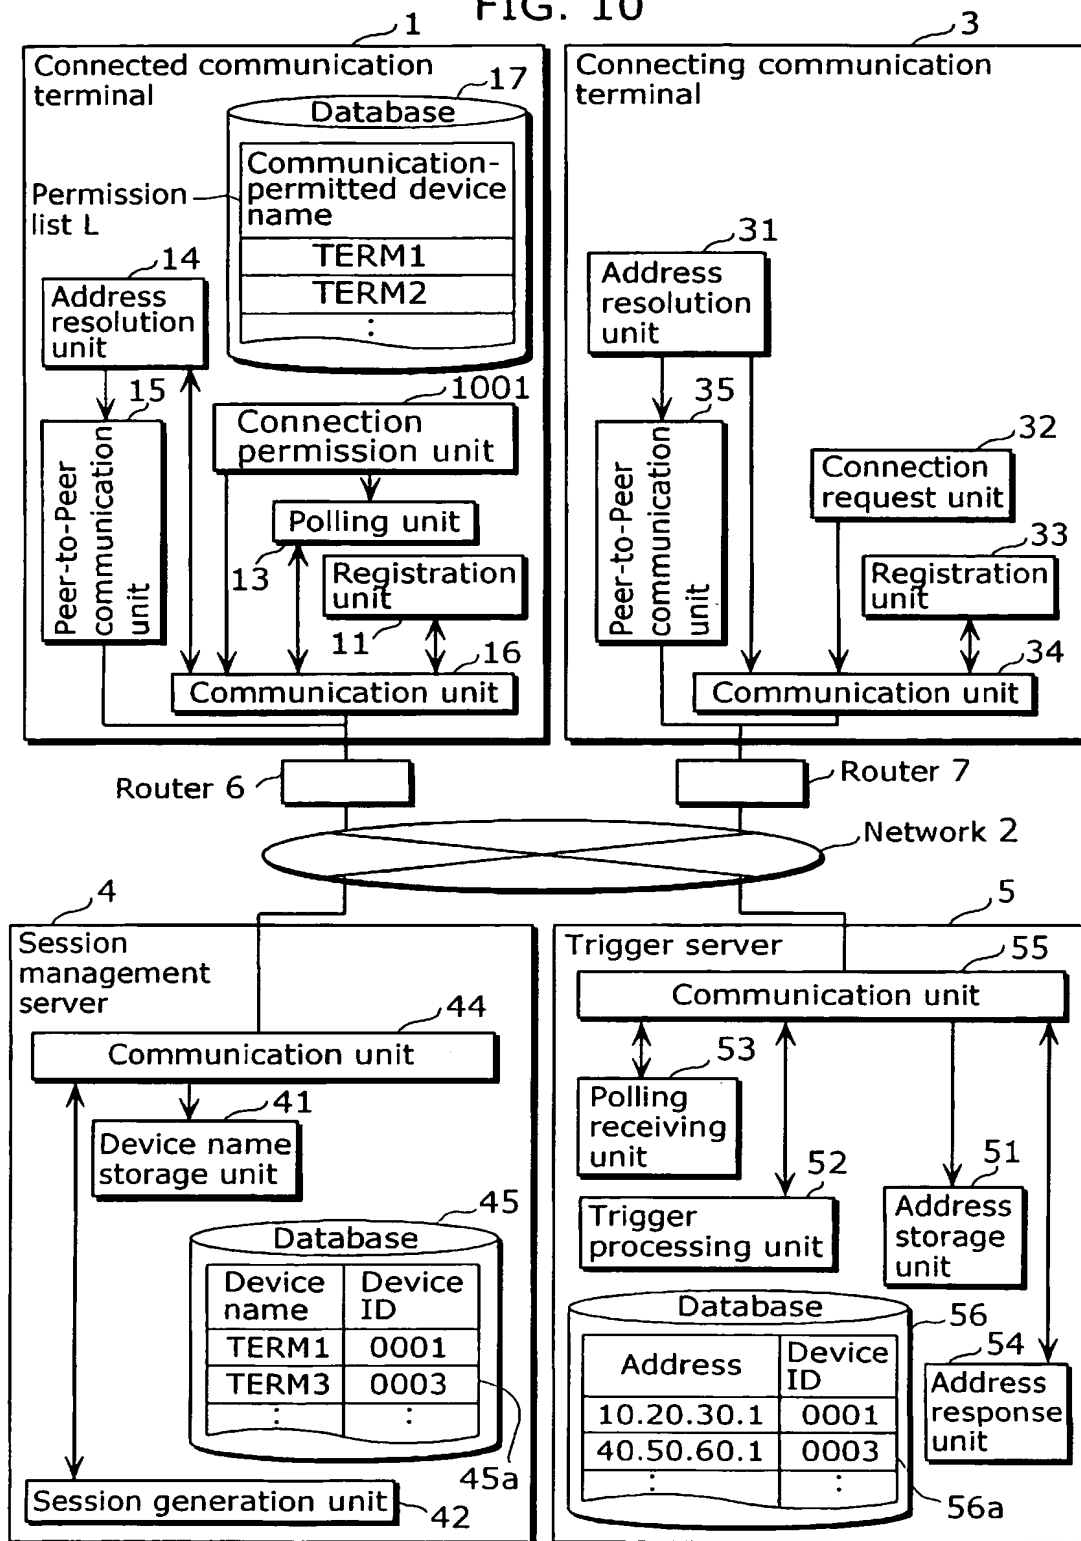 FIG. 10
1
Connected communication
terminal
17
Database
Communication-
permitted device
name
TERM1
TERM2
:
Permission
list L
14
Address
resolution
unit
15
Peer-to-Peer
communication
unit
1001
Connection
permission unit
Polling unit
13
Registration
unit
11
16
Communication unit
3
Connecting communication
terminal
31
Address
resolution
unit
35
Peer-to-Peer
communication
unit
32
Connection
request unit
33
Registration
unit
34
Communication unit
Router 6
Router 7
Network 2
4
Session
management
server
44
Communication unit
41
Device name
storage unit
45
Database
Device
name
Device
ID
TERM1 0001
TERM3 0003
: :
45a
Session generation unit
42
5
Trigger server
55
Communication unit
53
Polling
receiving
unit
52
Trigger
processing unit
51
Address
storage
unit
Database
56
Address
Device
ID
10.20.30.1 0001
40.50.60.1 0003
: :
56a
54
Address
response
unit